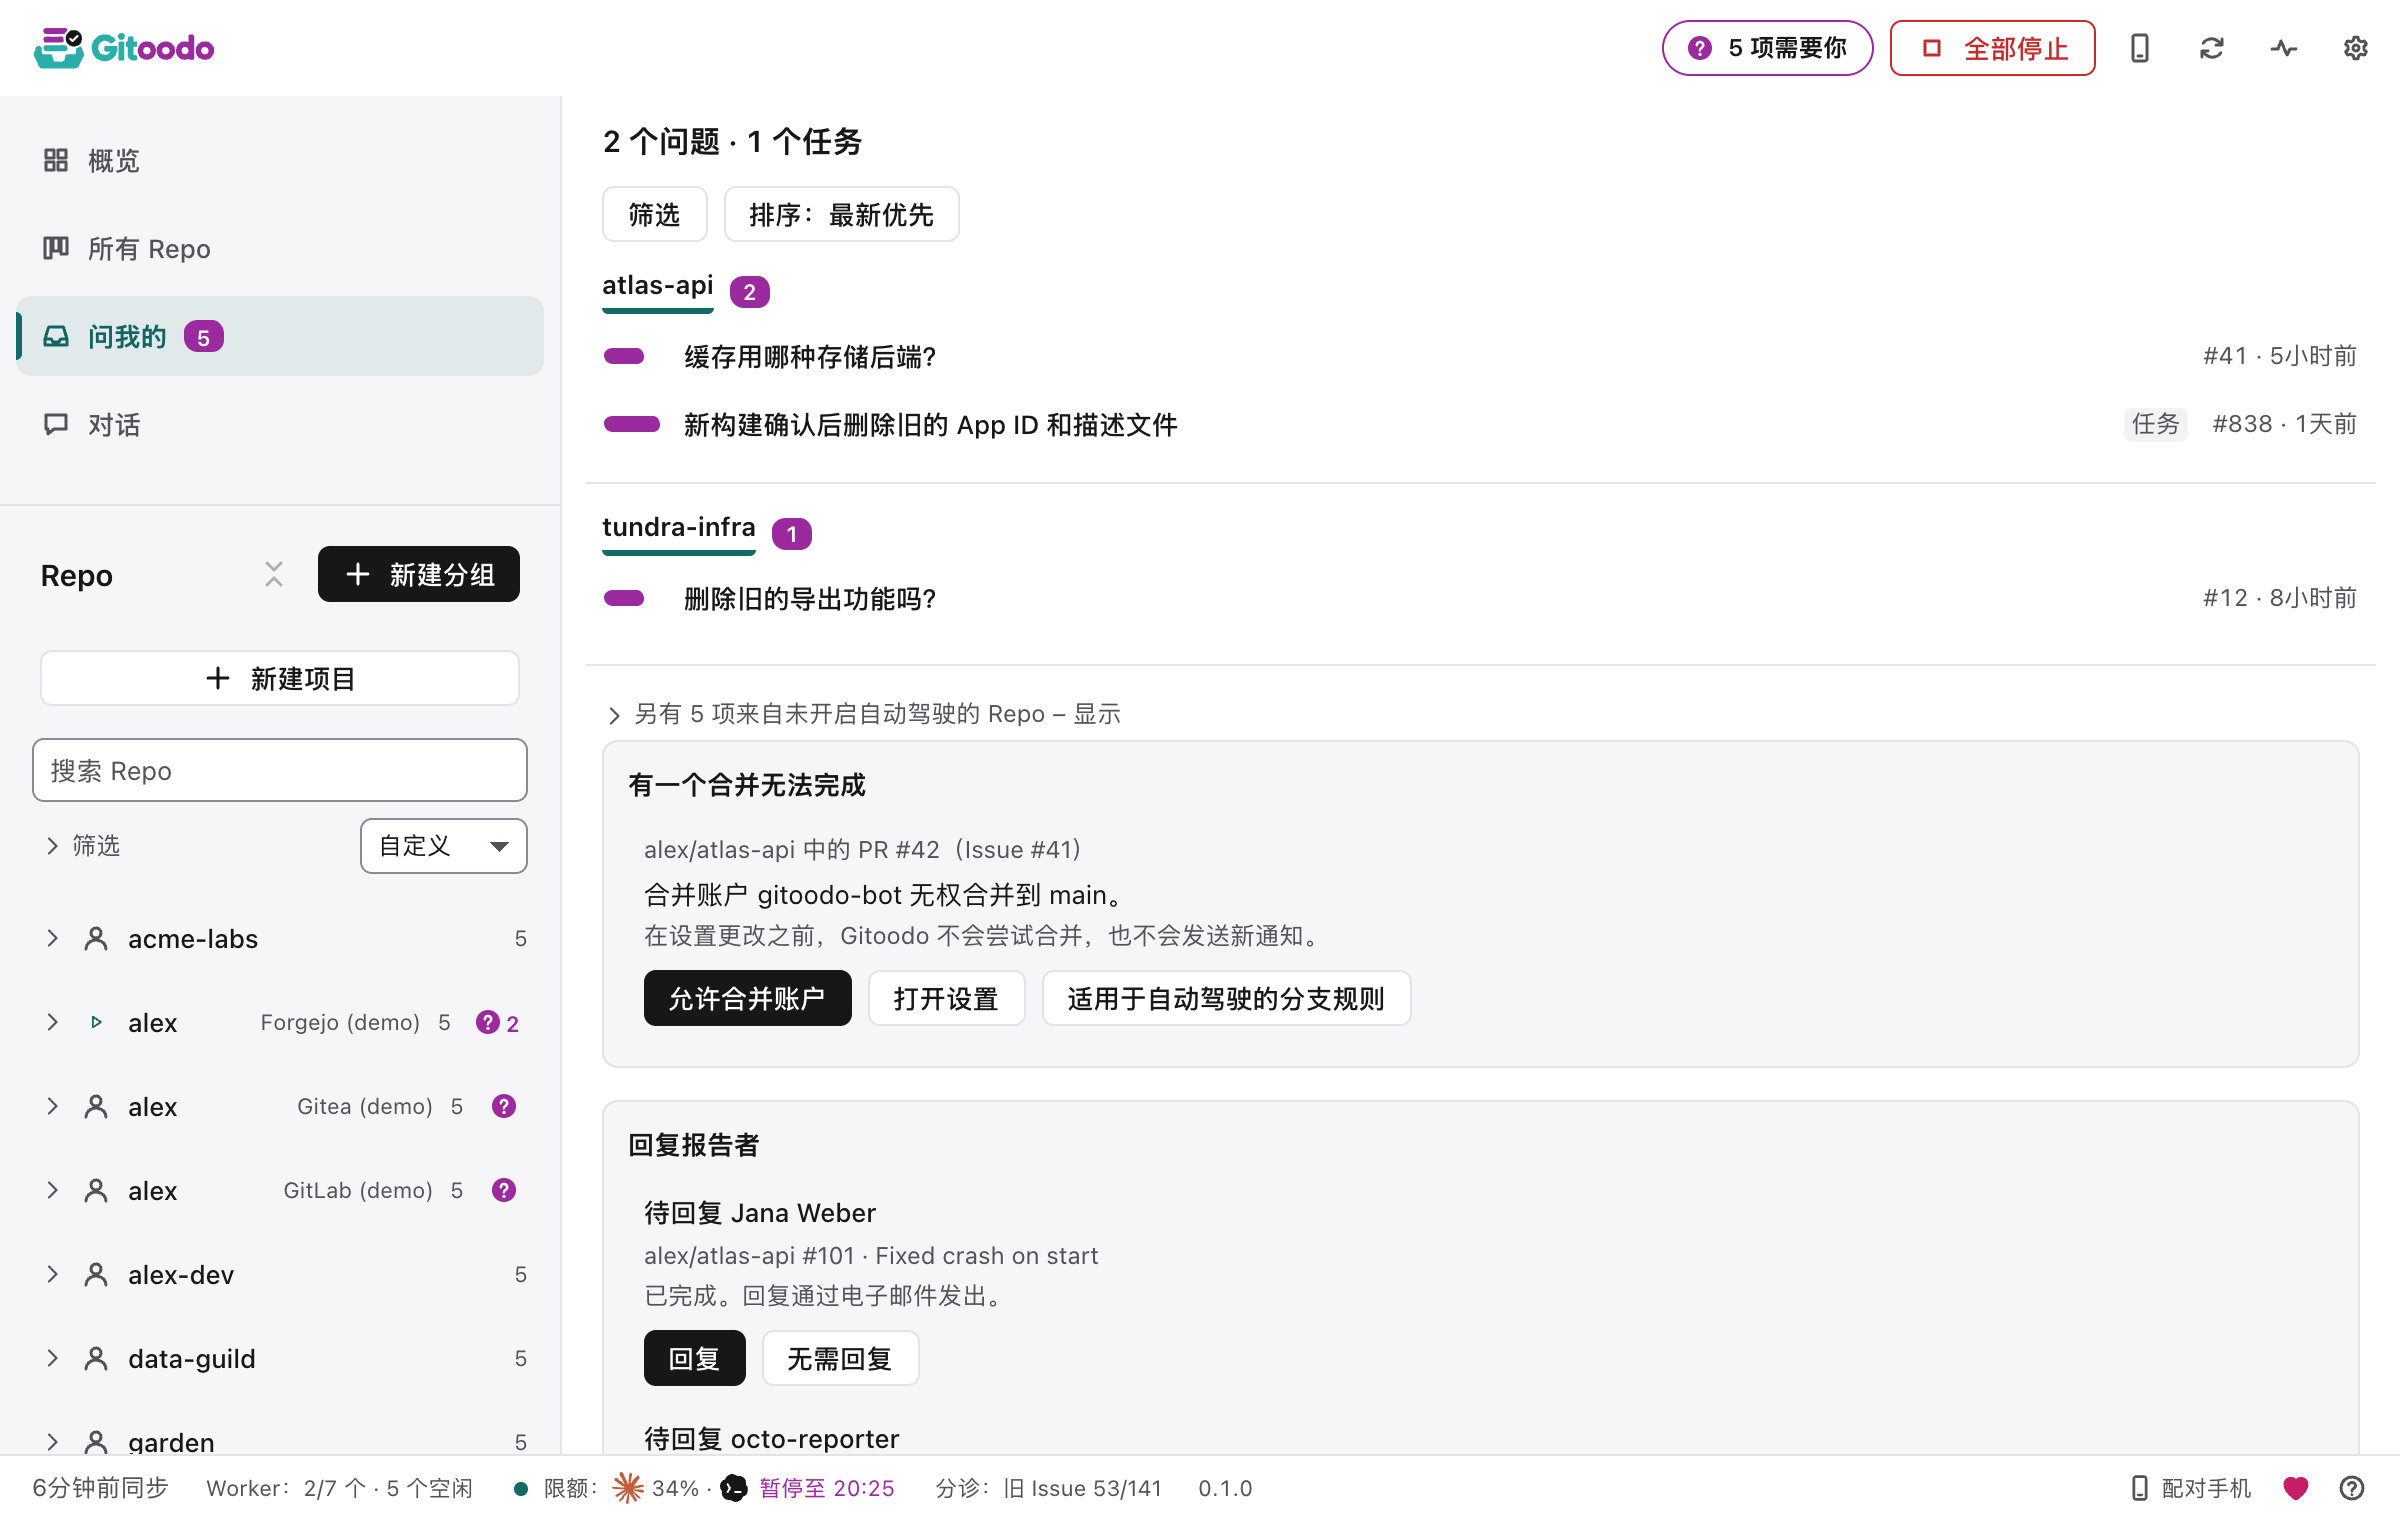 Gitoodo
5 项需要你
全部停止
概览
所有 Repo
问我的 5
对话
Repo
新建分组
新建项目
搜索 Repo
筛选
自定义
acme-labs 5
alex Forgejo (demo) 5 ? 2
alex Gitea (demo) 5 ?
alex GitLab (demo) 5 ?
alex-dev 5
data-guild 5
garden 5
2 个问题 · 1 个任务
筛选
排序：最新优先
atlas-api 2
缓存用哪种存储后端？ #41 · 5小时前
新构建确认后删除旧的 App ID 和描述文件 任务 #838 · 1天前
tundra-infra 1
删除旧的导出功能吗？ #12 · 8小时前
另有 5 项来自未开启自动驾驶的 Repo – 显示
有一个合并无法完成
alex/atlas-api 中的 PR #42（Issue #41）
合并账户 gitoodo-bot 无权合并到 main。
在设置更改之前，Gitoodo 不会尝试合并，也不会发送新通知。
允许合并账户
打开设置
适用于自动驾驶的分支规则
回复报告者
待回复 Jana Weber
alex/atlas-api #101 · Fixed crash on start
已完成。回复通过电子邮件发出。
回复
无需回复
待回复 octo-reporter
6分钟前同步
Worker：2/7 个 · 5 个空闲
限额： 34% · 暂停至 20:25
分诊：旧 Issue 53/141
0.1.0
配对手机